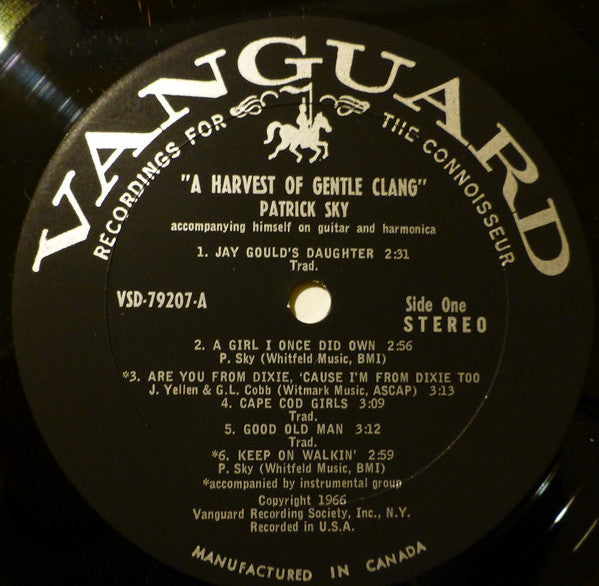 VANGUARD
RECORDINGS FOR THE CONNOISSEUR
"A HARVEST OF GENTLE CLANG"
PATRICK SKY
accompanying himself on guitar and harmonica
1. JAY GOULD'S DAUGHTER 2:31
Trad.
VSD-79207-A
Side One
STEREO
2. A GIRL I ONCE DID OWN 2:56
P. Sky (Whitfeld Music, BMI)
*3. ARE YOU FROM DIXIE, 'CAUSE I'M FROM DIXIE TOO
J. Yellen & G.L. Cobb (Witmark Music, ASCAP) 3:13
4. CAPE COD GIRLS 3:09
Trad.
5. GOOD OLD MAN 3:12
Trad.
*6. KEEP ON WALKIN' 2:59
P. Sky (Whitfeld Music, BMI)
*accompanied by instrumental group
Copyright 1966
Vanguard Recording Society, Inc., N.Y.
Recorded in U.S.A.
MANUFACTURED IN CANADA